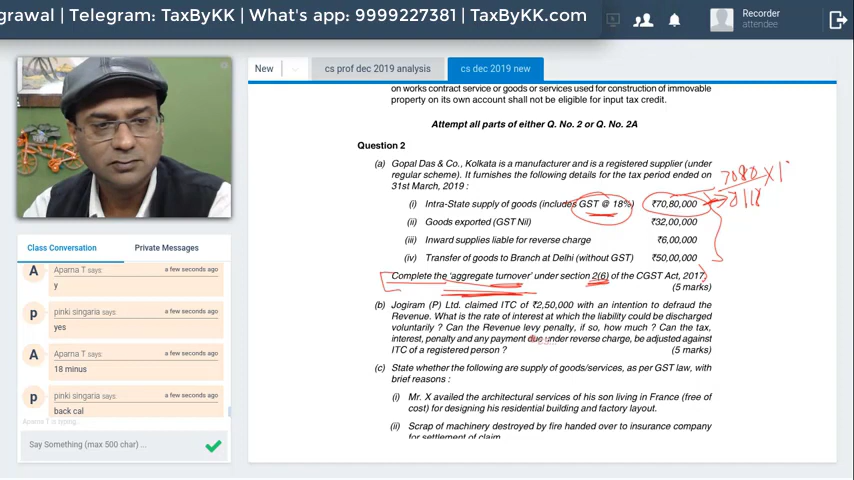 grawal | Telegram: TaxByKK | What's app: 9999227381 | TaxByKK.com
Recorder
attendee
New
cs prof dec 2019 analysis
cs dec 2019 new
on works contract service or goods or services used for construction of immovable
property on its own account shall not be eligible for input tax credit.
Attempt all parts of either Q. No. 2 or Q. No. 2A
Question 2
(a) Gopal Das & Co., Kolkata is a manufacturer and is a registered supplier (under
regular scheme). It furnishes the following details for the tax period ended on
31st March, 2019 :
(i) Intra-State supply of goods (includes GST @ 18%) ₹70,80,000
(ii) Goods exported (GST Nil) ₹32,00,000
(iii) Inward supplies liable for reverse charge ₹6,00,000
(iv) Transfer of goods to Branch at Delhi (without GST) ₹50,00,000
Complete the 'aggregate turnover' under section 2(6) of the CGST Act, 2017.
(5 marks)
7080 x 1
118
(b) Jogiram (P) Ltd. claimed ITC of ₹2,50,000 with an intention to defraud the
Revenue. What is the rate of interest at which the liability could be discharged
voluntarily ? Can the Revenue levy penalty, if so, how much ? Can the tax,
interest, penalty and any payment due under reverse charge, be adjusted against
ITC of a registered person ? (5 marks)
(c) State whether the following are supply of goods/services, as per GST law, with
brief reasons :
(i) Mr. X availed the architectural services of his son living in France (free of
cost) for designing his residential building and factory layout.
(ii) Scrap of machinery destroyed by fire handed over to insurance company
for settlement of claim.
Class Conversation
Private Messages
A
Aparna T says:
a few seconds ago
y
p
pinki singaria says:
a few seconds ago
yes
A
Aparna T says:
a few seconds ago
18 minus
p
pinki singaria says:
a few seconds ago
back cal
Aparna T is typing.
Say Something (max 500 char) ...